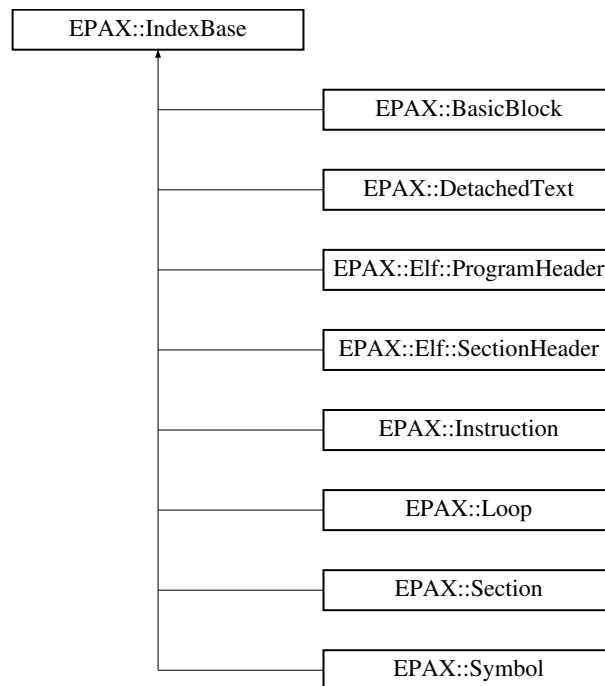 EPAX::IndexBase
EPAX::BasicBlock
EPAX::DetachedText
EPAX::Elf::ProgramHeader
EPAX::Elf::SectionHeader
EPAX::Instruction
EPAX::Loop
EPAX::Section
EPAX::Symbol